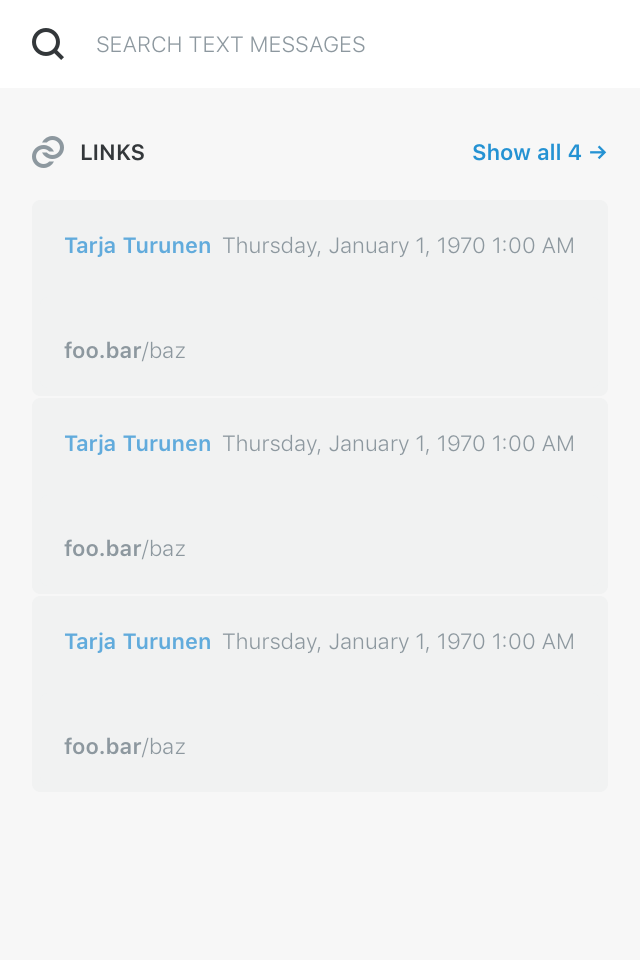 SEARCH TEXT MESSAGES
LINKS Show all 4 →
Tarja Turunen Thursday, January 1, 1970 1:00 AM
foo.bar/baz
Tarja Turunen Thursday, January 1, 1970 1:00 AM
foo.bar/baz
Tarja Turunen Thursday, January 1, 1970 1:00 AM
foo.bar/baz